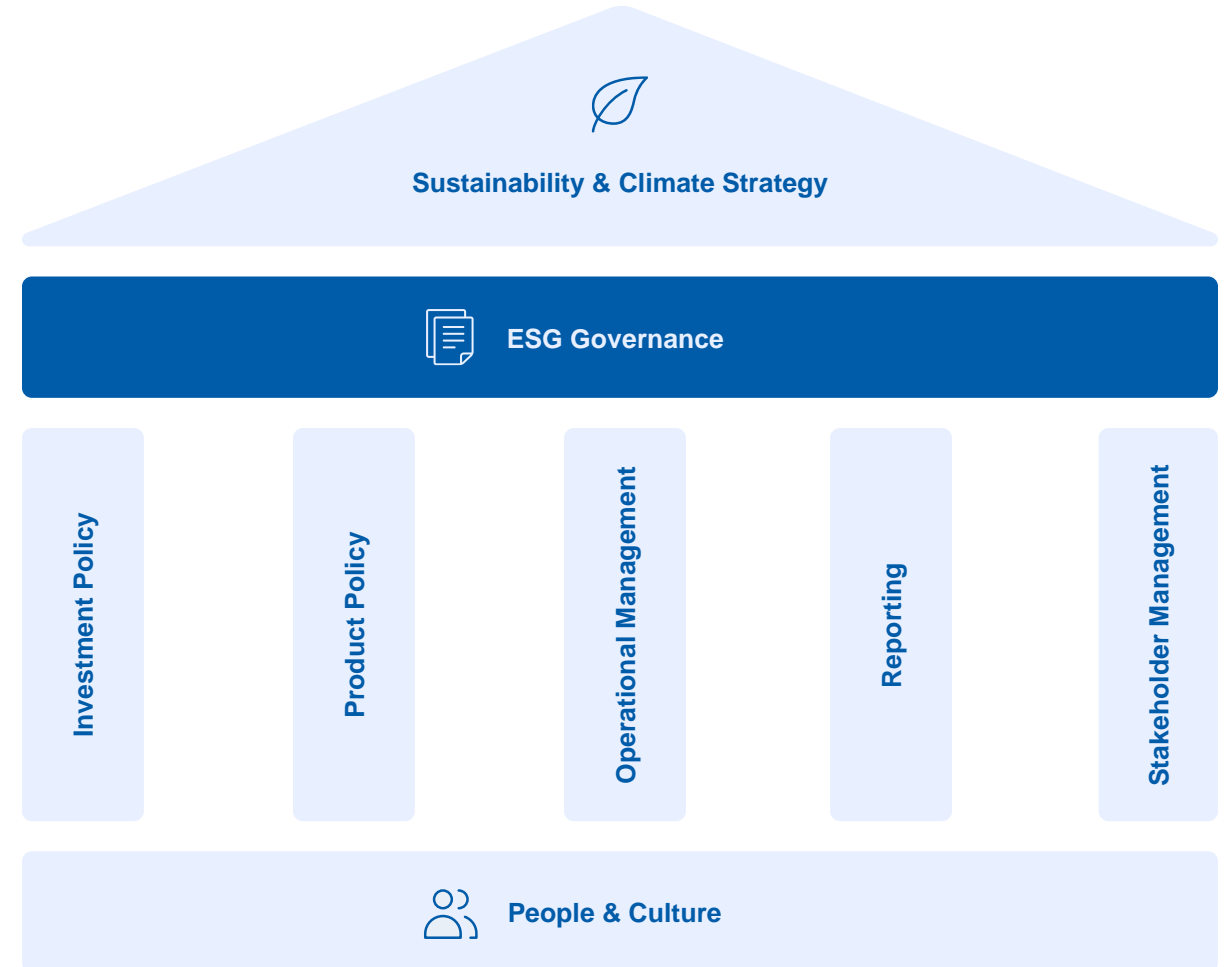 Sustainability & Climate Strategy
ESG Governance
Investment Policy
Product Policy
Operational Management
Reporting
Stakeholder Management
People & Culture